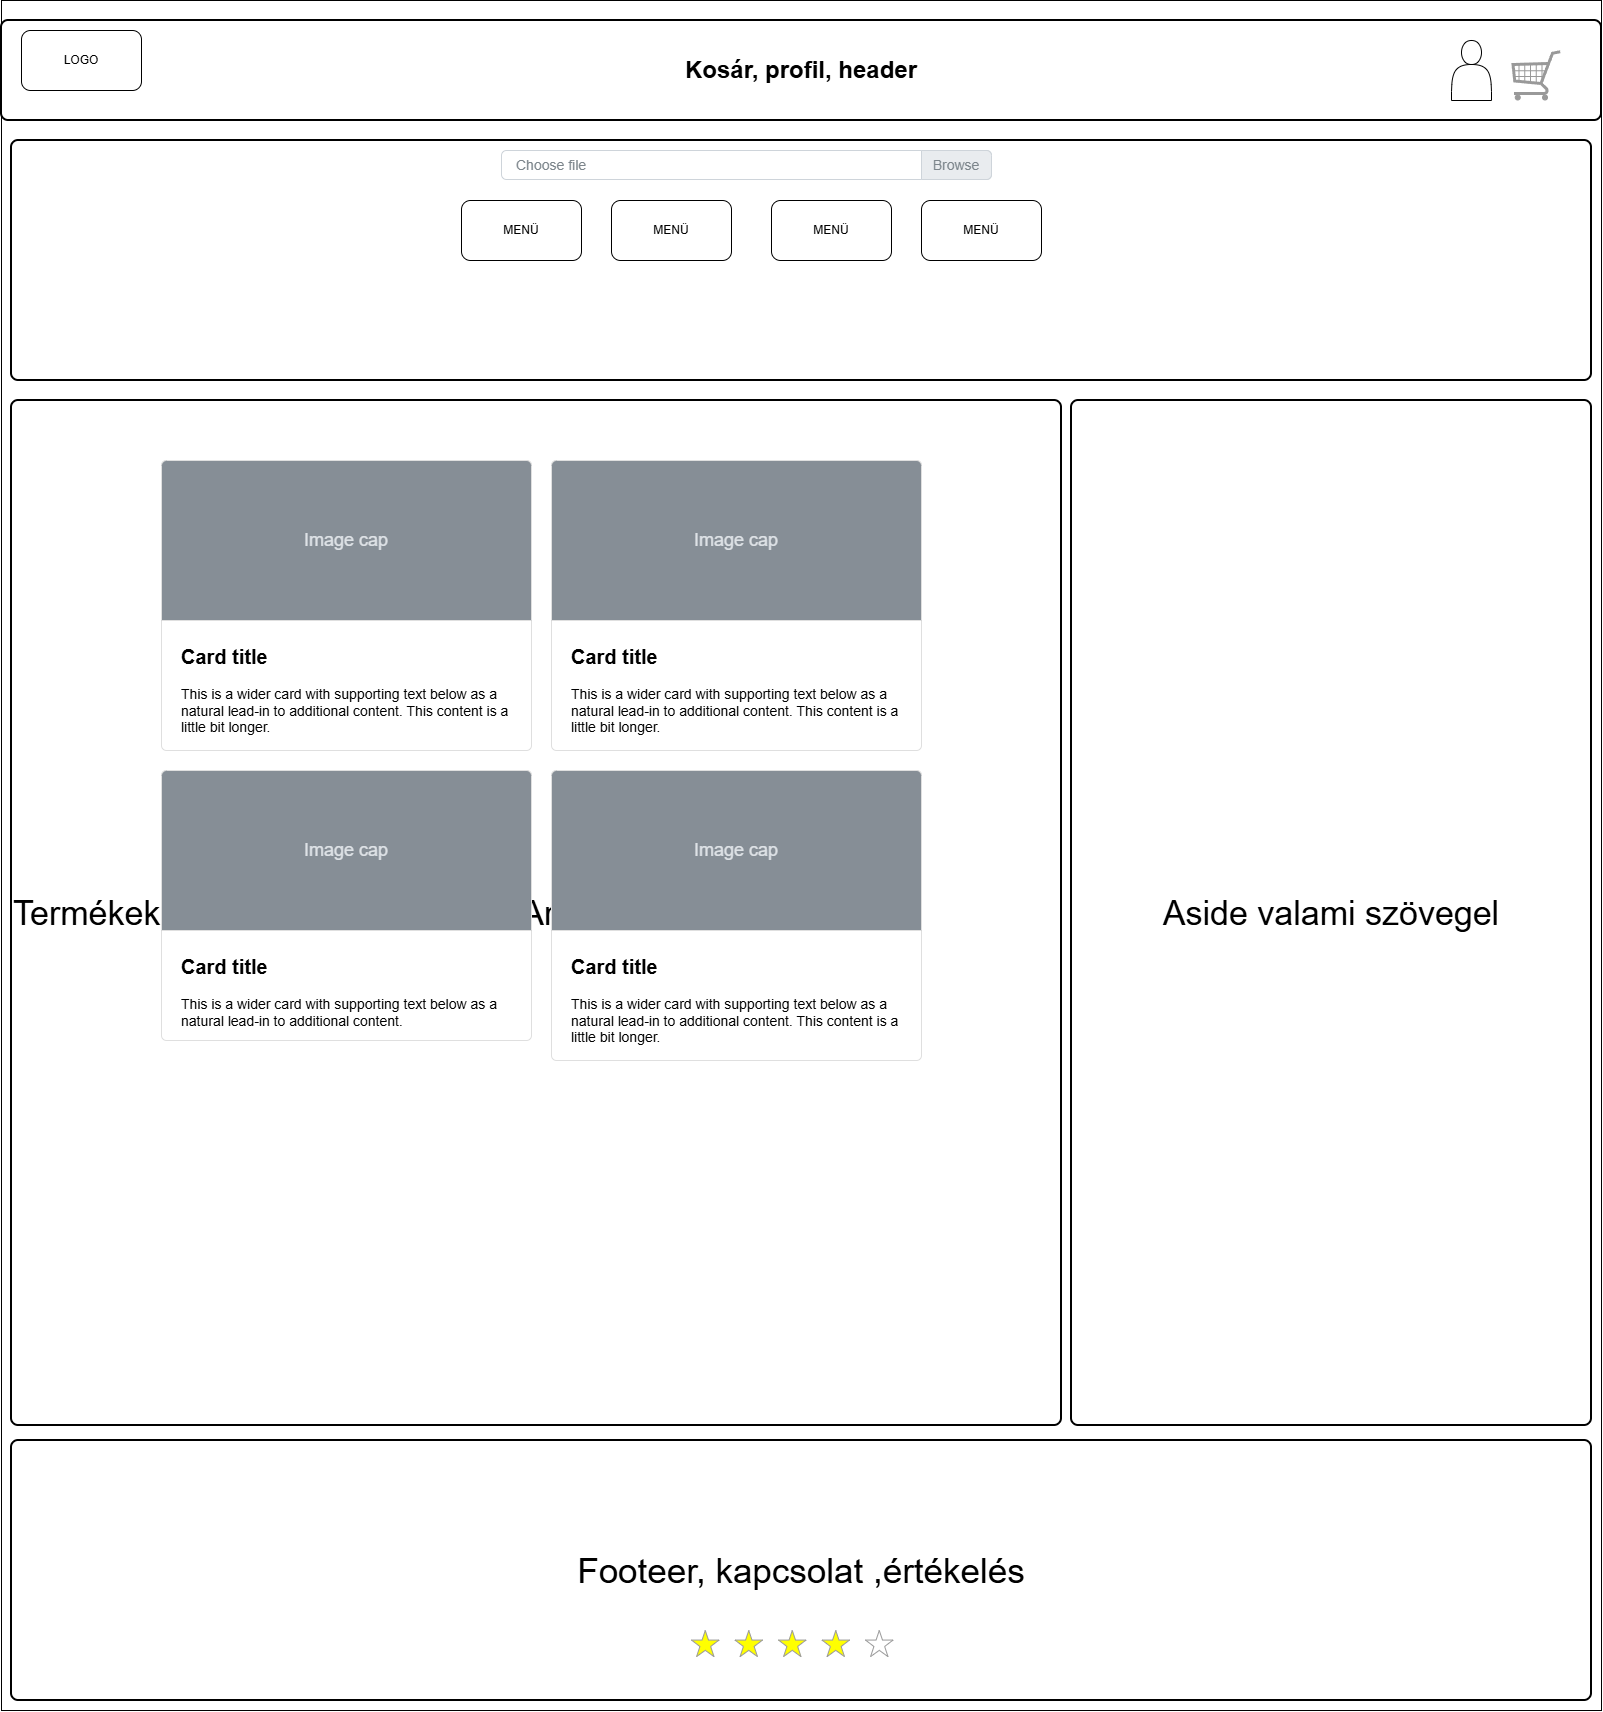 LOGO
Kosár, profil, header
Choose file
Browse
MENÜ
MENÜ
MENÜ
MENÜ
Image cap
Card title
This is a wider card with supporting text below as a
natural lead-in to additional content. This content is a
little bit longer.
Image cap
Card title
This is a wider card with supporting text below as a
natural lead-in to additional content. This content is a
little bit longer.
Termékek
Image cap
Card title
This is a wider card with supporting text below as a
natural lead-in to additional content.
Image cap
Card title
This is a wider card with supporting text below as a
natural lead-in to additional content. This content is a
little bit longer.
Aside valami szövegel
Footeer, kapcsolat ,értékelés